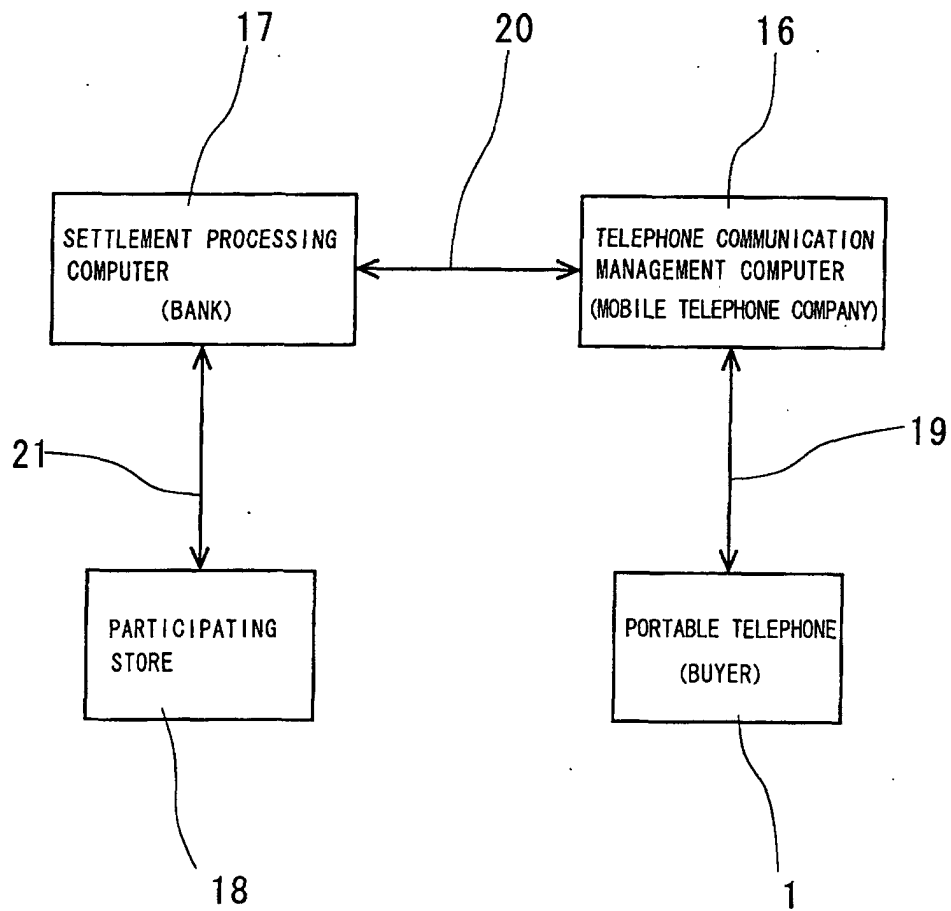 17
20
16
SETTLEMENT PROCESSING
COMPUTER
(BANK)
TELEPHONE COMMUNICATION
MANAGEMENT COMPUTER
(MOBILE TELEPHONE COMPANY)
21
19
PARTICIPATING
STORE
PORTABLE TELEPHONE
(BUYER)
18
1